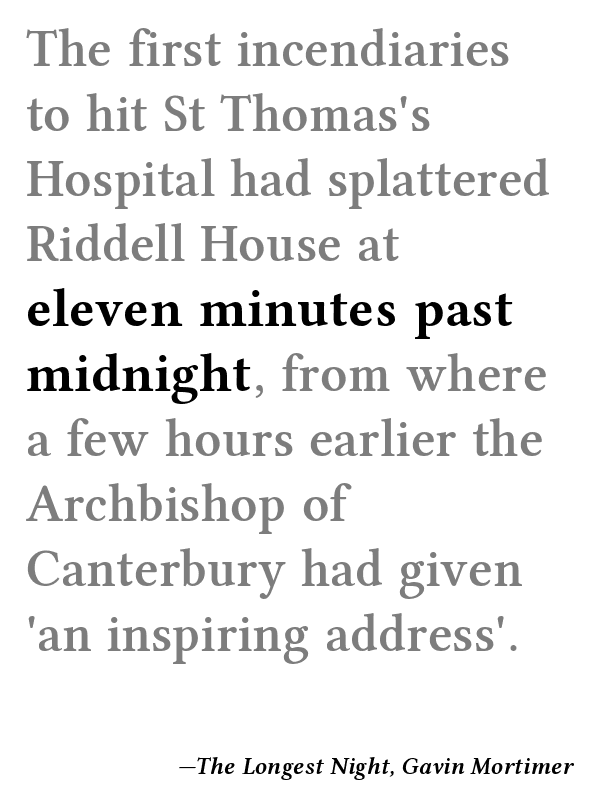 The first incendiaries
to hit St Thomas's
Hospital had splattered
Riddell House at
eleven minutes past
midnight, from where
a few hours earlier the
Archbishop of
Canterbury had given
'an inspiring address'.
—The Longest Night, Gavin Mortimer